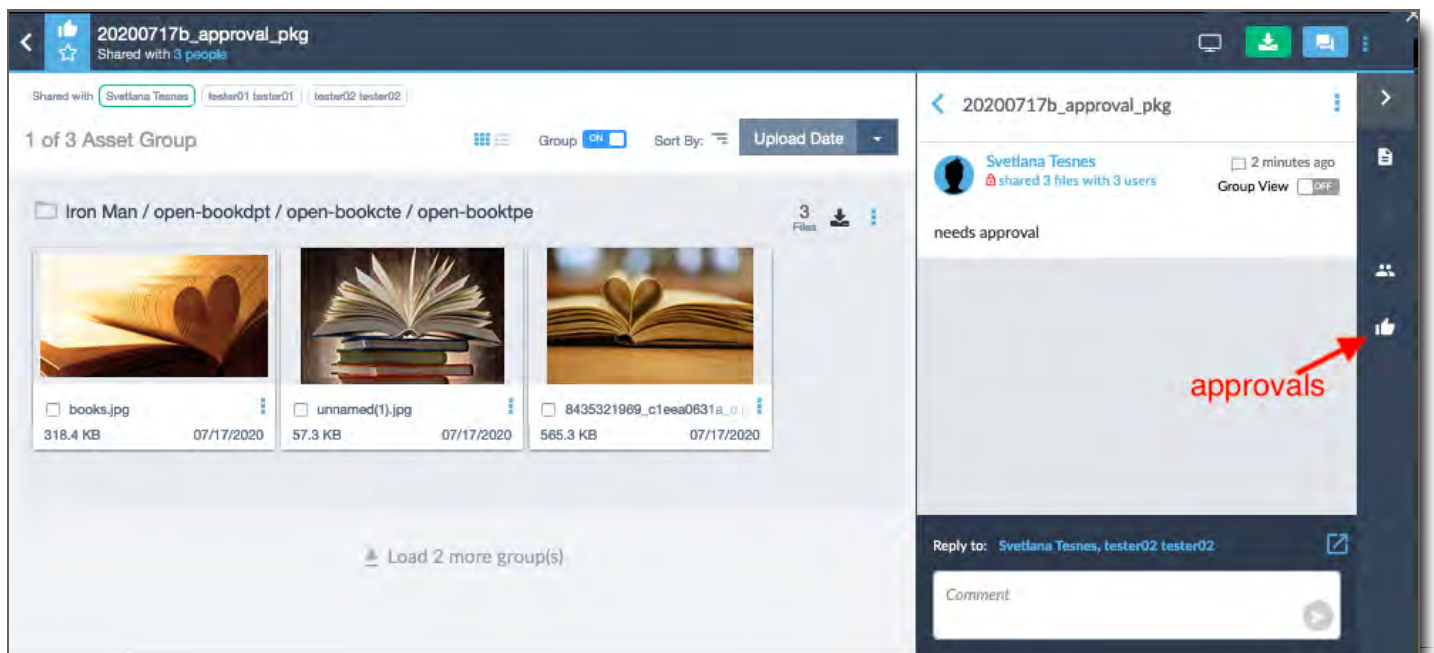 20200717b_approval_pkg
Shared with 3 people
Shared with Svetlana Tesnes tester01 tester01 tester02 tester02
1 of 3 Asset Group
Group ON
Sort By:
Upload Date
Iron Man / open-bookdpt / open-bookcte / open-booktpe
3
Files
books.jpg
318.4 KB 07/17/2020
unnamed(1).jpg
57.3 KB 07/17/2020
8435321969_c1eea0631a_
565.3 KB 07/17/2020
Load 2 more group(s)
20200717b_approval_pkg
Svetlana Tesnes
2 minutes ago
shared 3 files with 3 users
Group View OFF
needs approval
approvals
Reply to: Svetlana Tesnes, tester02 tester02
Comment